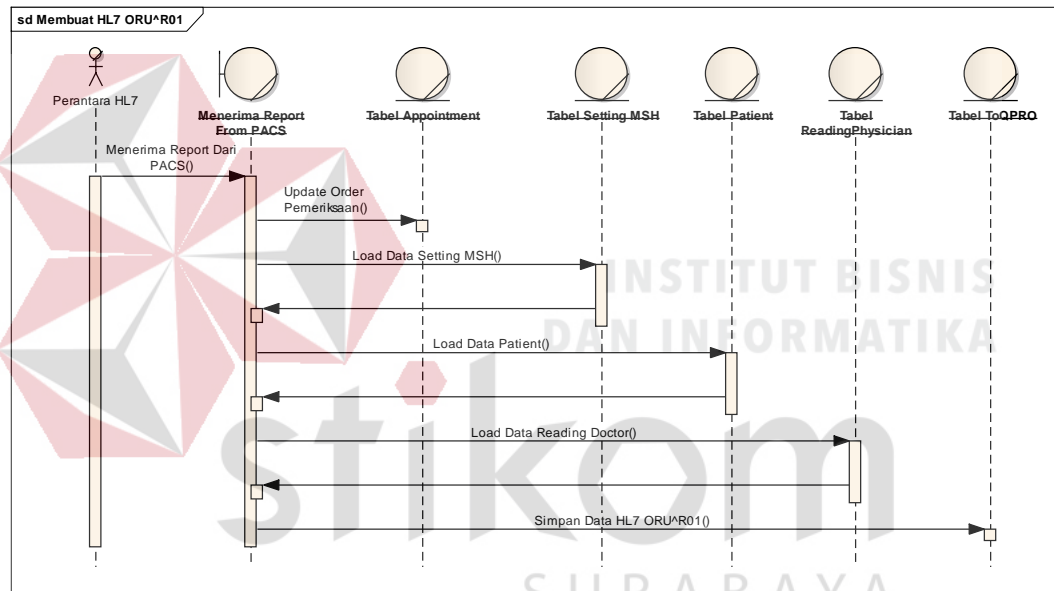 sd Membuat HL7 ORU^R01
Perantara HL7
Menerima Report
From PACS
Tabel Appointment
Tabel Setting MSH
Tabel Patient
Tabel
ReadingPhysician
Tabel ToQPRO
Menerima Report Dari
PACS()
Update Order
Pemeriksaan()
Load Data Setting MSH()
Load Data Patient()
Load Data Reading Doctor()
Simpan Data HL7 ORU^R01()
INSTITUT BISNIS
DAN INFORMATIKA
stikom
SURABAYA